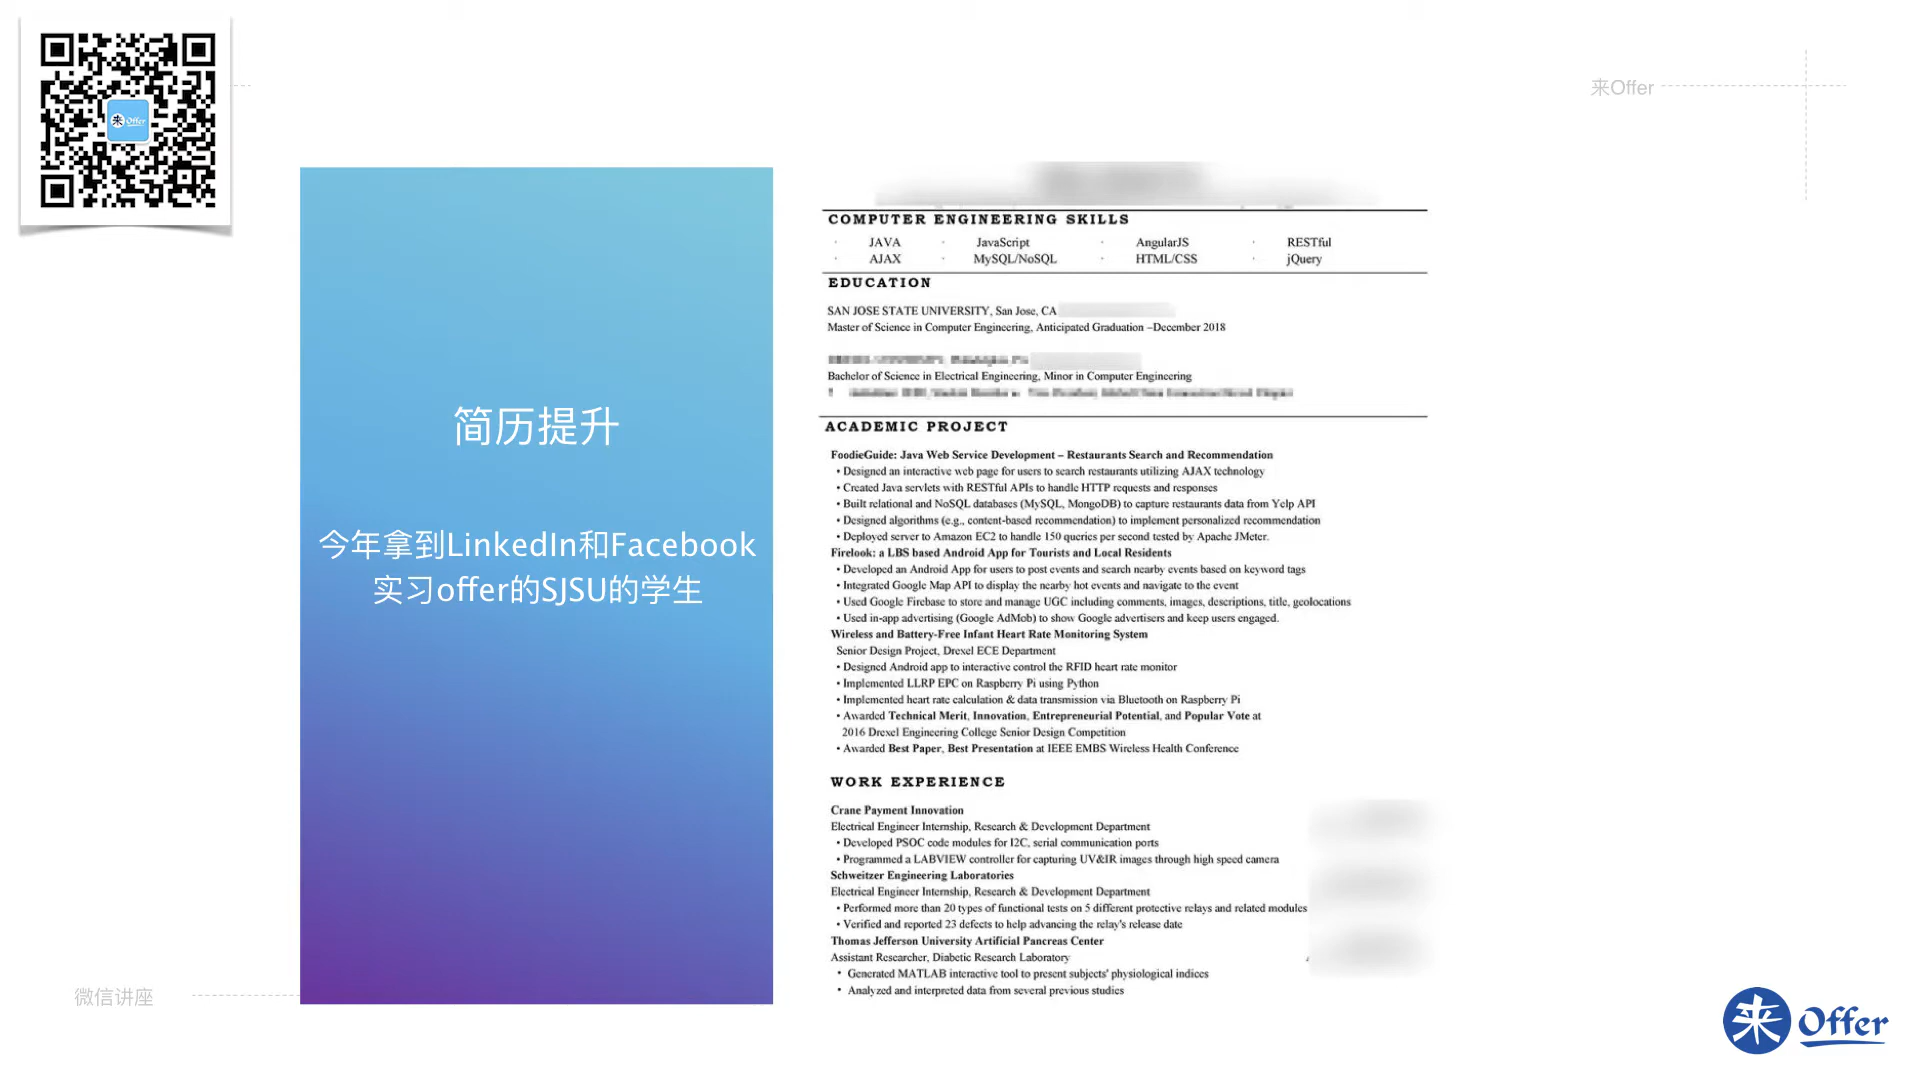 来Offer
来Offer
简历提升
今年拿到LinkedIn和Facebook
实习offer的SJSU的学生
COMPUTER ENGINEERING SKILLS
· JAVA · JavaScript · AngularJS · RESTful
· AJAX · MySQL/NoSQL · HTML/CSS · jQuery
EDUCATION
SAN JOSE STATE UNIVERSITY, San Jose, CA
Master of Science in Computer Engineering, Anticipated Graduation –December 2018
Bachelor of Science in Electrical Engineering, Minor in Computer Engineering
ACADEMIC PROJECT
FoodieGuide: Java Web Service Development – Restaurants Search and Recommendation
• Designed an interactive web page for users to search restaurants utilizing AJAX technology
• Created Java servlets with RESTful APIs to handle HTTP requests and responses
• Built relational and NoSQL databases (MySQL, MongoDB) to capture restaurants data from Yelp API
• Designed algorithms (e.g., content-based recommendation) to implement personalized recommendation
• Deployed server to Amazon EC2 to handle 150 queries per second tested by Apache JMeter.
Firelook: a LBS based Android App for Tourists and Local Residents
• Developed an Android App for users to post events and search nearby events based on keyword tags
• Integrated Google Map API to display the nearby hot events and navigate to the event
• Used Google Firebase to store and manage UGC including comments, images, descriptions, title, geolocations
• Used in-app advertising (Google AdMob) to show Google advertisers and keep users engaged.
Wireless and Battery-Free Infant Heart Rate Monitoring System
Senior Design Project, Drexel ECE Department
• Designed Android app to interactive control the RFID heart rate monitor
• Implemented LLRP EPC on Raspberry Pi using Python
• Implemented heart rate calculation & data transmission via Bluetooth on Raspberry Pi
• Awarded Technical Merit, Innovation, Entrepreneurial Potential, and Popular Vote at
2016 Drexel Engineering College Senior Design Competition
• Awarded Best Paper, Best Presentation at IEEE EMBS Wireless Health Conference
WORK EXPERIENCE
Crane Payment Innovation
Electrical Engineer Internship, Research & Development Department
• Developed PSOC code modules for I2C, serial communication ports
• Programmed a LABVIEW controller for capturing UV&IR images through high speed camera
Schweitzer Engineering Laboratories
Electrical Engineer Internship, Research & Development Department
• Performed more than 20 types of functional tests on 5 different protective relays and related modules
• Verified and reported 23 defects to help advancing the relay's release date
Thomas Jefferson University Artificial Pancreas Center
Assistant Researcher, Diabetic Research Laboratory
• Generated MATLAB interactive tool to present subjects' physiological indices
• Analyzed and interpreted data from several previous studies
微信讲座
来Offer